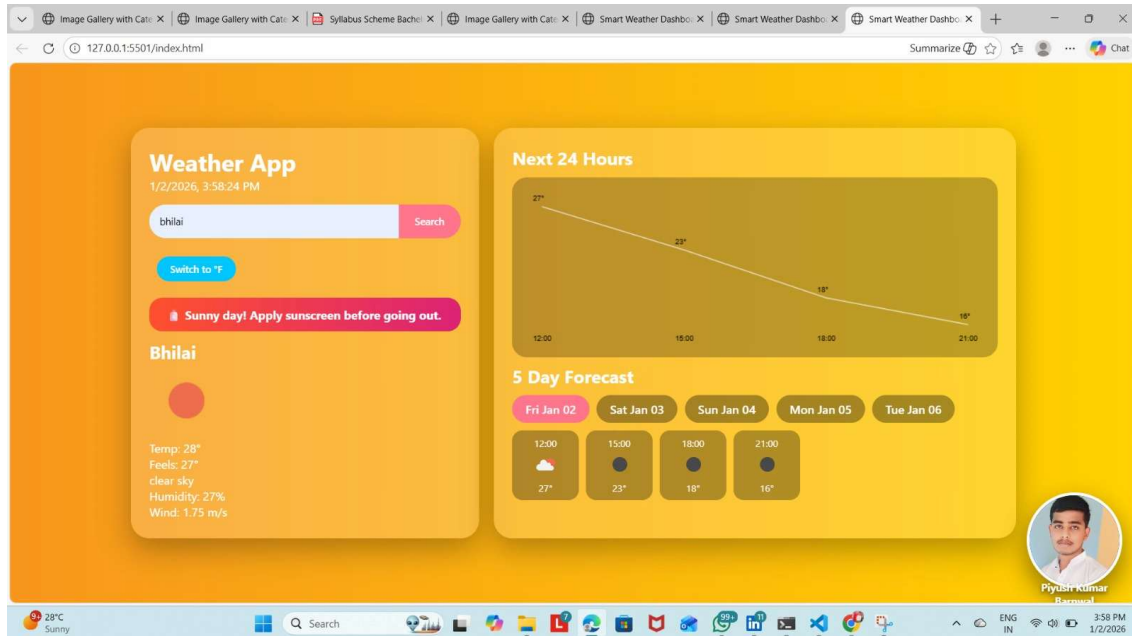 Image Gallery with Cate
Image Gallery with Cate
Syllabus Scheme Bachel
Image Gallery with Cate
Smart Weather Dashbo
Smart Weather Dashbo
Smart Weather Dashbo
127.0.0.1:5501/index.html
Summarize
Chat
Weather App
1/2/2026, 3:58:24 PM
bhilai
Search
Switch to °F
Sunny day! Apply sunscreen before going out.
Bhilai
Temp: 28°
Feels: 27°
clear sky
Humidity: 27%
Wind: 1.75 m/s
Next 24 Hours
27°
23°
18°
16°
12:00 15:00 18:00 21:00
5 Day Forecast
Fri Jan 02 Sat Jan 03 Sun Jan 04 Mon Jan 05 Tue Jan 06
12:00 15:00 18:00 21:00
27° 23° 18° 16°
Piyush Kumar
Barnwal
28°C
Sunny
Search
99+
ENG
IN
3:58 PM
1/2/2026